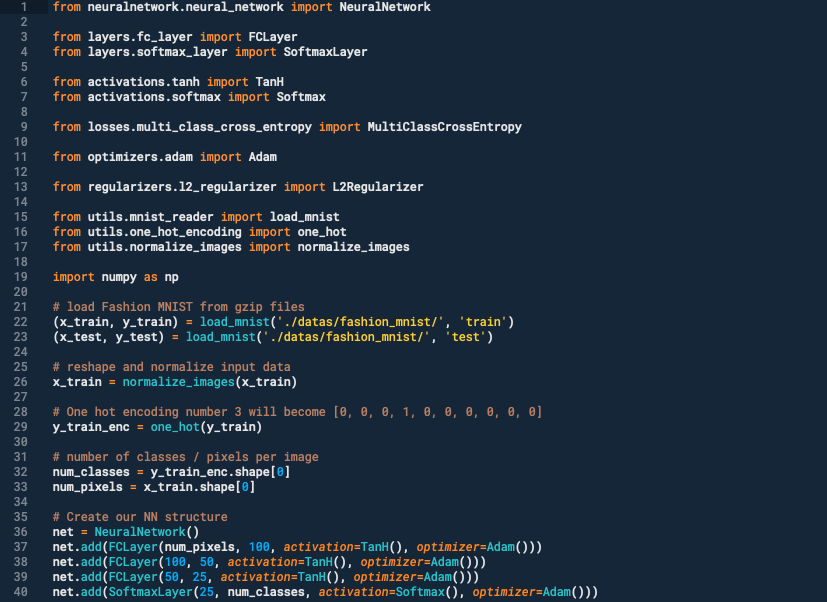 1 from neuralnetwork.neural_network import NeuralNetwork
2
3 from layers.fc_layer import FCLayer
4 from layers.softmax_layer import SoftmaxLayer
5
6 from activations.tanh import TanH
7 from activations.softmax import Softmax
8
9 from losses.multi_class_cross_entropy import MultiClassCrossEntropy
10
11 from optimizers.adam import Adam
12
13 from regularizers.l2_regularizer import L2Regularizer
14
15 from utils.mnist_reader import load_mnist
16 from utils.one_hot_encoding import one_hot
17 from utils.normalize_images import normalize_images
18
19 import numpy as np
20
21 # load Fashion MNIST from gzip files
22 (x_train, y_train) = load_mnist('./datas/fashion_mnist/', 'train')
23 (x_test, y_test) = load_mnist('./datas/fashion_mnist/', 'test')
24
25 # reshape and normalize input data
26 x_train = normalize_images(x_train)
27
28 # One hot encoding number 3 will become [0, 0, 0, 1, 0, 0, 0, 0, 0, 0]
29 y_train_enc = one_hot(y_train)
30
31 # number of classes / pixels per image
32 num_classes = y_train_enc.shape[0]
33 num_pixels = x_train.shape[0]
34
35 # Create our NN structure
36 net = NeuralNetwork()
37 net.add(FCLayer(num_pixels, 100, activation=TanH(), optimizer=Adam()))
38 net.add(FCLayer(100, 50, activation=TanH(), optimizer=Adam()))
39 net.add(FCLayer(50, 25, activation=TanH(), optimizer=Adam()))
40 net.add(SoftmaxLayer(25, num_classes, activation=Softmax(), optimizer=Adam()))